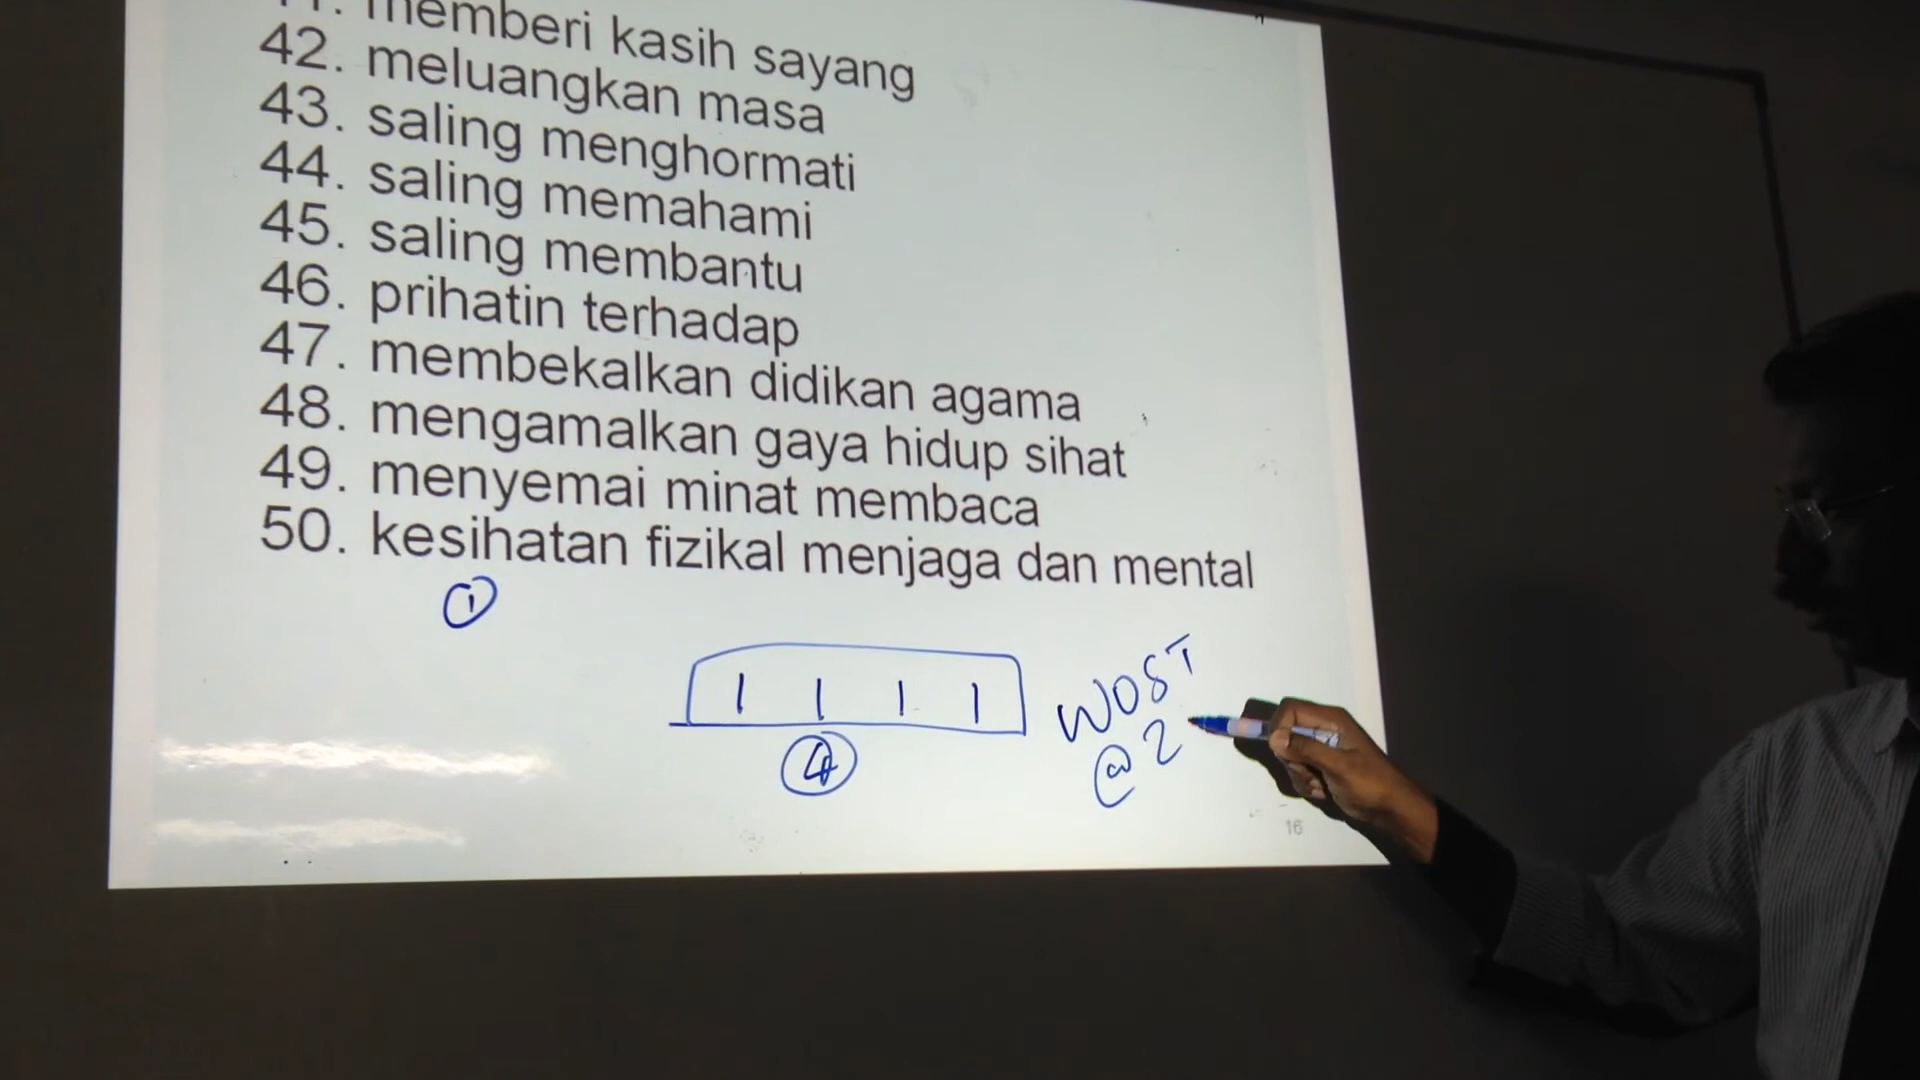 memberi kasih sayang
42. meluangkan masa
43. saling menghormati
44. saling memahami
45. saling membantu
46. prihatin terhadap
47. membekalkan didikan agama
48. mengamalkan gaya hidup sihat
49. menyemai minat membaca
50. kesihatan fizikal menjaga dan mental
1
1 1 1 1
4
WOST
@ 2
16